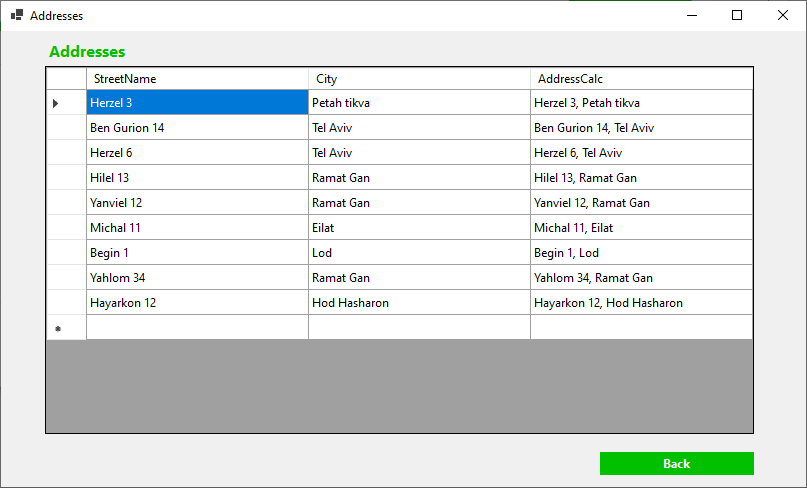 Addresses
Addresses
StreetName City AddressCalc
Herzel 3 Petah tikva Herzel 3, Petah tikva
Ben Gurion 14 Tel Aviv Ben Gurion 14, Tel Aviv
Herzel 6 Tel Aviv Herzel 6, Tel Aviv
Hilel 13 Ramat Gan Hilel 13, Ramat Gan
Yanviel 12 Ramat Gan Yanviel 12, Ramat Gan
Michal 11 Eilat Michal 11, Eilat
Begin 1 Lod Begin 1, Lod
Yahlom 34 Ramat Gan Yahlom 34, Ramat Gan
Hayarkon 12 Hod Hasharon Hayarkon 12, Hod Hasharon
Back